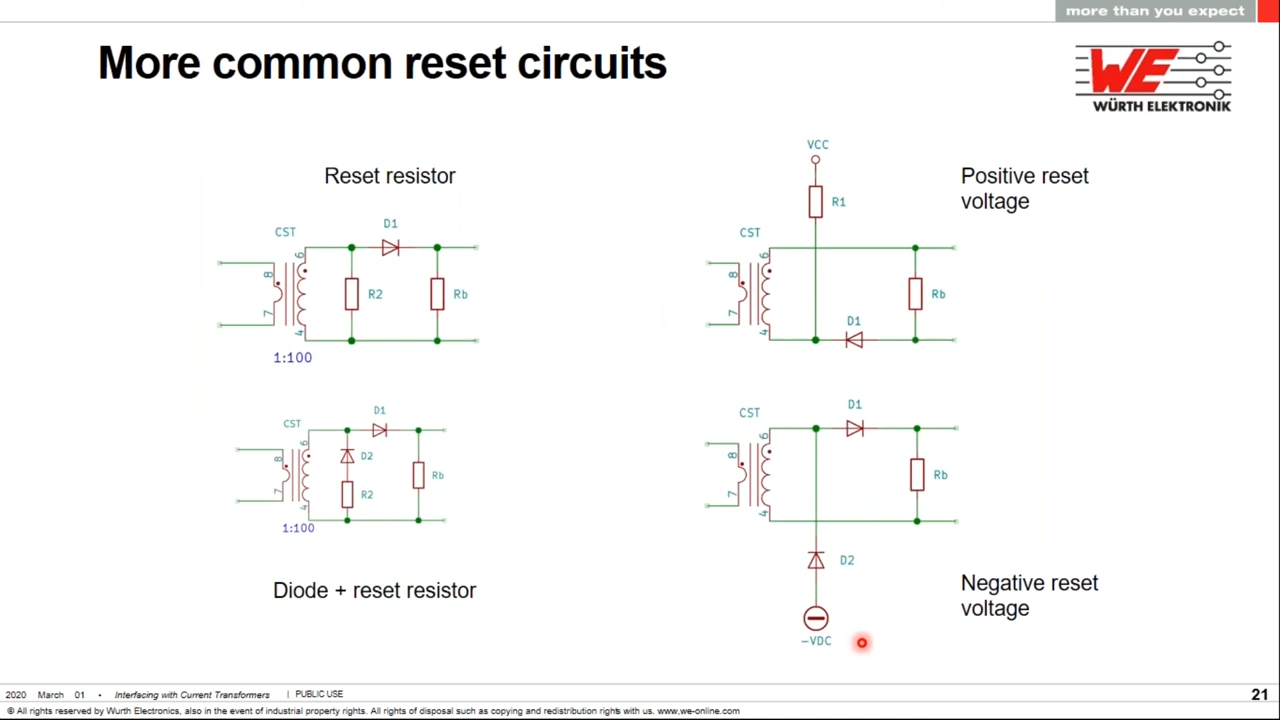 more than you expect
More common reset circuits
WE
WÜRTH ELEKTRONIK
Reset resistor
CST
D1
8
7
6
4
R2
Rb
1:100
VCC
R1
Positive reset
voltage
CST
8
7
6
4
D1
Rb
CST
D1
8
7
6
4
D2
R2
Rb
1:100
Diode + reset resistor
CST
D1
8
7
6
4
Rb
D2
−VDC
Negative reset
voltage
2020 March 01 • Interfacing with Current Transformers | PUBLIC USE
21
© All rights reserved by Wurth Electronics, also in the event of industrial property rights. All rights of disposal such as copying and redistribution rights with us. www.we-online.com